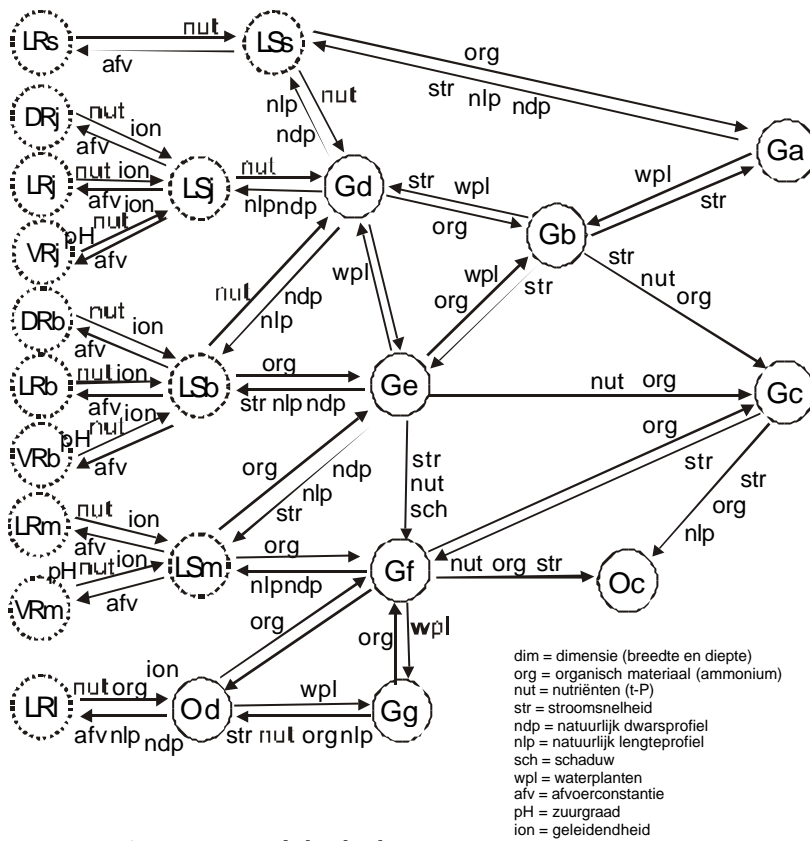 LRs nut LSs
afv
org
str nlp ndp
nlp nut
ndp
DRj nut ion
afv
LRj nut ion LSj nut Gd
afv nlp ndp
VRj pH nut ion
afv
Ga
wpl
str
str wpl
org
Gb
str nut org
wpl
nut ndp
nlp
wpl
org str
DRb nut ion
afv
LRb nut ion LSb org Ge nut org Gc
afv str nlp ndp
VRb pH nut ion
afv
org ndp
nlp
str
str
nut
sch
org
str
str
org
nlp
LRm nut ion
afv
LSm org Gf nut org str Oc
nlp ndp
VRm pH nut ion
afv
org
org wpl
LRl nut org ion Od wpl Gg
afv nlp ndp str nut org nlp
dim = dimensie (breedte en diepte)
org = organisch materiaal (ammonium)
nut = nutriënten (t-P)
str = stroomsnelheid
ndp = natuurlijk dwarsprofiel
nlp = natuurlijk lengteprofiel
sch = schaduw
wpl = waterplanten
afv = afvoerconstantie
pH = zuurgraad
ion = geleidendheid